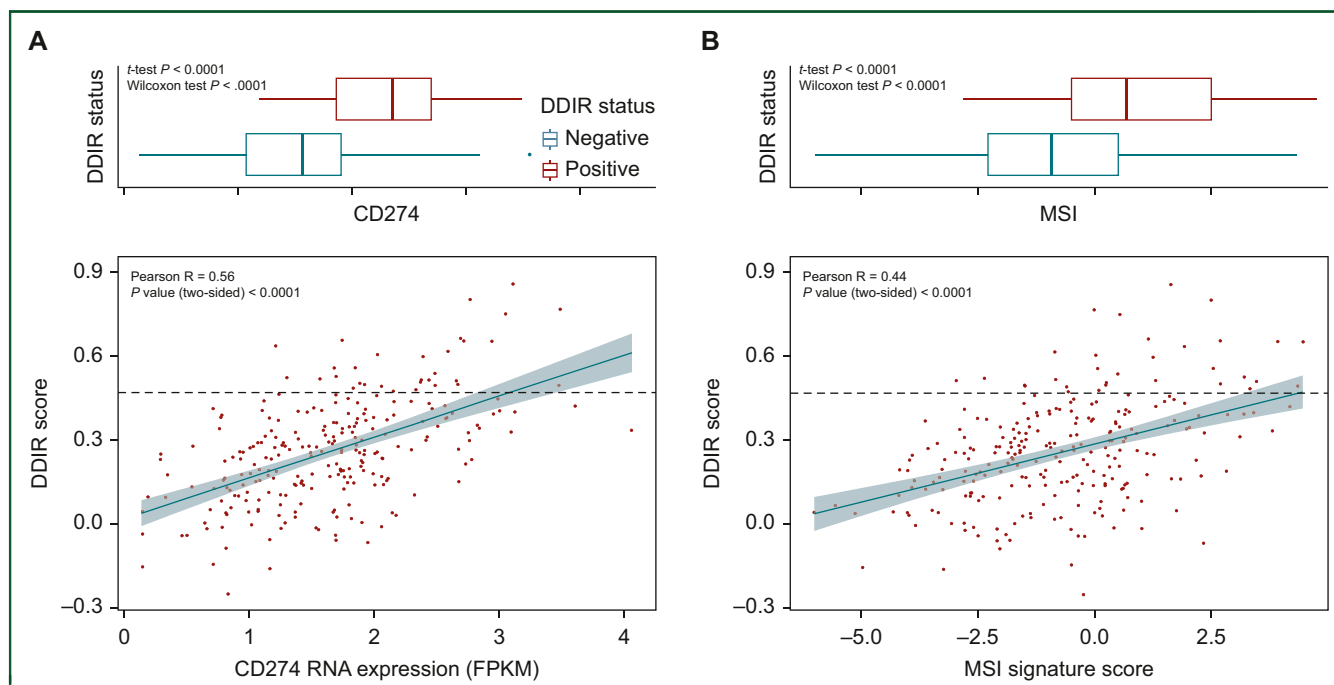 A
DDIR status
t-test P < 0.0001
Wilcoxon test P < .0001
DDIR status
Negative
Positive
CD274
DDIR score
0.9
0.6
0.3
0.0
–0.3
Pearson R = 0.56
P value (two-sided) < 0.0001
0 1 2 3 4
CD274 RNA expression (FPKM)
B
DDIR status
t-test P < 0.0001
Wilcoxon test P < 0.0001
MSI
DDIR score
0.9
0.6
0.3
0.0
–0.3
Pearson R = 0.44
P value (two-sided) < 0.0001
–5.0 –2.5 0.0 2.5
MSI signature score